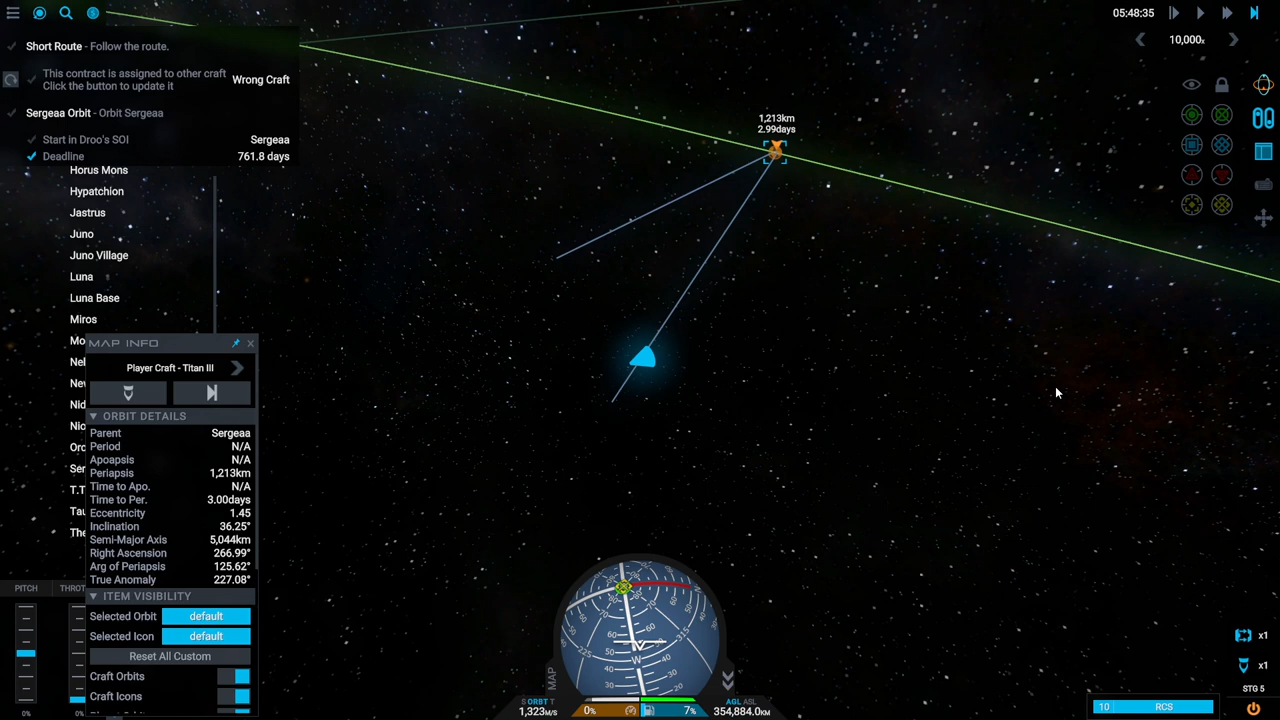 05:48:35
10,000x
Short Route - Follow the route.
This contract is assigned to other craft
Click the button to update it
Wrong Craft
Sergeaa Orbit - Orbit Sergeaa
Start in Droo's SOI Sergeaa
Deadline 761.8 days
Horus Mons
Hypatchion
Jastrus
Juno
Juno Village
Luna
Luna Base
Miros
1,213km
2.99days
MAP INFO
Player Craft - Titan III
ORBIT DETAILS
Parent Sergeaa
Period N/A
Apoapsis N/A
Periapsis 1,213km
Time to Apo. N/A
Time to Per. 3.00days
Eccentricity 1.45
Inclination 36.25°
Semi-Major Axis 5,044km
Right Ascension 266.99°
Arg of Periapsis 125.62°
True Anomaly 227.08°
ITEM VISIBILITY
Selected Orbit default
Selected Icon default
Reset All Custom
Craft Orbits
Craft Icons
PITCH
0%
0%
MAP
S ORBIT T
1,323M/S
0%
7%
AGL ASL
354,884.0KM
x1
x1
STG 5
10 RCS